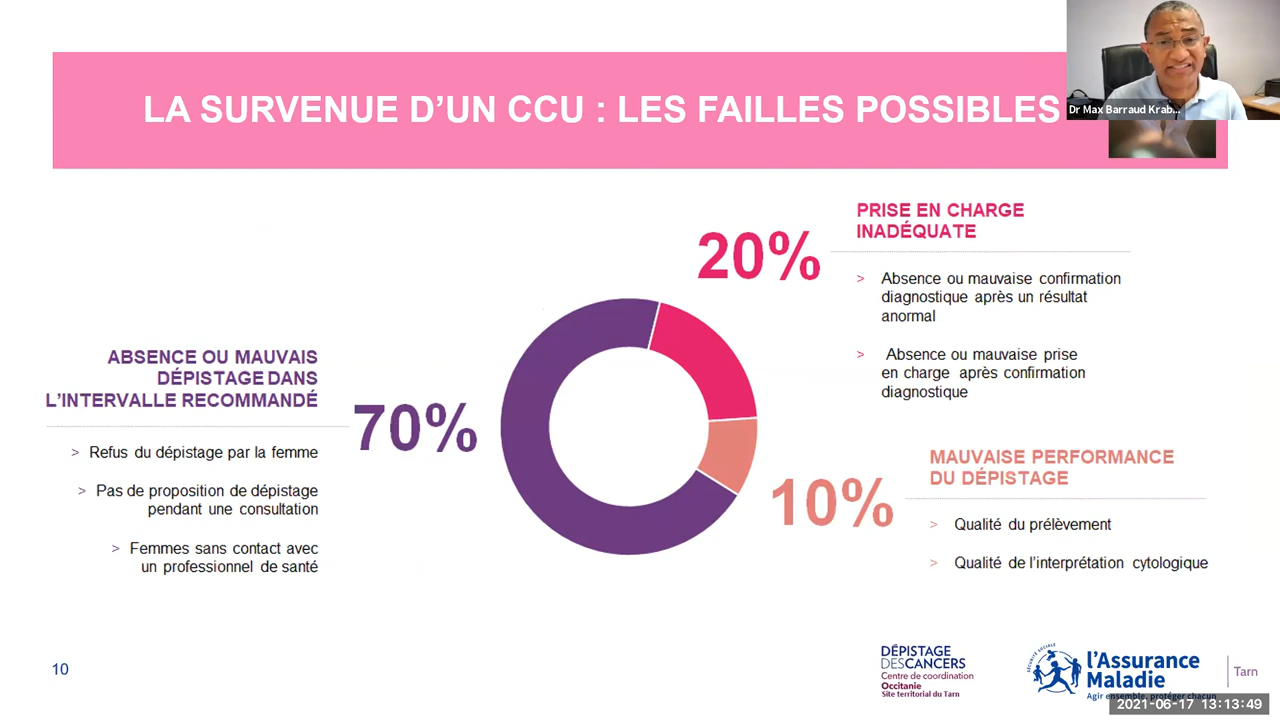 LA SURVENUE D’UN CCU : LES FAILLES POSSIBLES
Dr Max Barraud Krab...
20%
PRISE EN CHARGE
INADÉQUATE
> Absence ou mauvaise confirmation
diagnostique après un résultat
anormal
> Absence ou mauvaise prise
en charge après confirmation
diagnostique
ABSENCE OU MAUVAIS
DÉPISTAGE DANS
L’INTERVALLE RECOMMANDÉ
70%
> Refus du dépistage par la femme
> Pas de proposition de dépistage
pendant une consultation
> Femmes sans contact avec
un professionnel de santé
10%
MAUVAISE PERFORMANCE
DU DÉPISTAGE
> Qualité du prélèvement
> Qualité de l’interprétation cytologique
10
DÉPISTAGE
DESCANCERS
Centre de coordination
Occitanie
Site territorial du Tarn
SÉCURITÉ SOCIALE
l’Assurance
Maladie
Agir ensemble, protéger chacun
Tarn
2021-06-17 13:13:49